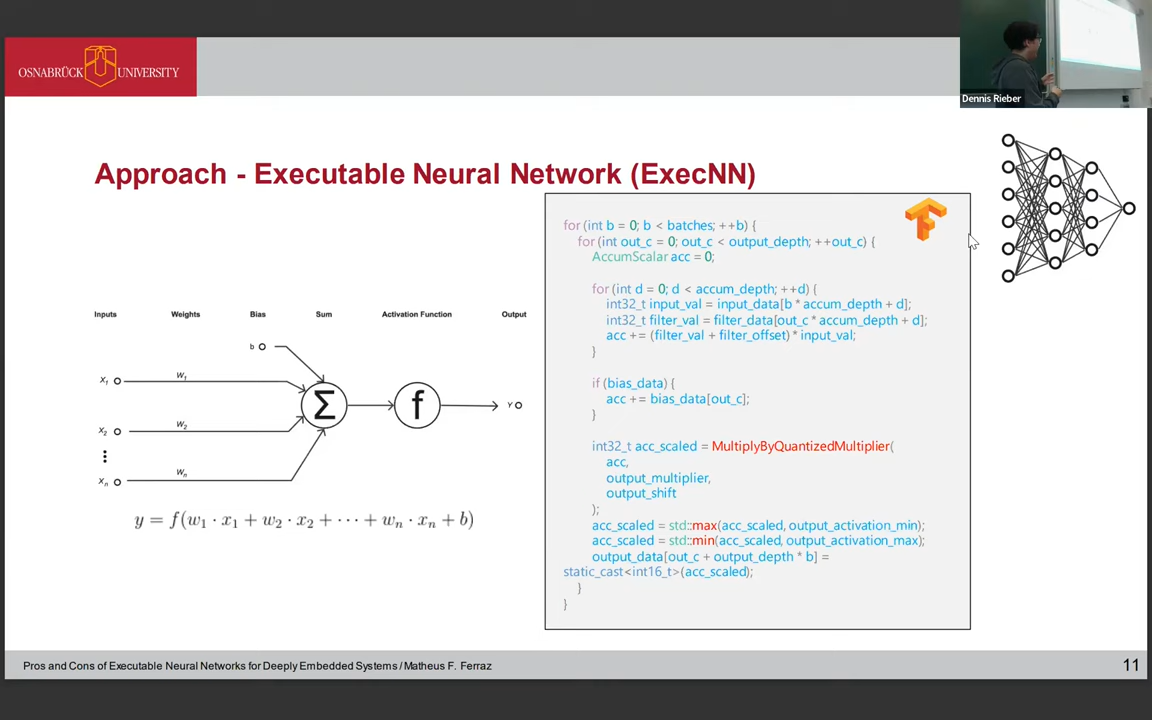 OSNABRÜCK UNIVERSITY
Dennis Rieber
Approach - Executable Neural Network (ExecNN)
Inputs Weights Bias Sum Activation Function Output
b
x1 w1
Σ f Y
x2 w2
xn wn
y = f(w1 · x1 + w2 · x2 + ··· + wn · xn + b)
for (int b = 0; b < batches; ++b) {
for (int out_c = 0; out_c < output_depth; ++out_c) {
AccumScalar acc = 0;
for (int d = 0; d < accum_depth; ++d) {
int32_t input_val = input_data[b * accum_depth + d];
int32_t filter_val = filter_data[out_c * accum_depth + d];
acc += (filter_val + filter_offset) * input_val;
}
if (bias_data) {
acc += bias_data[out_c];
}
int32_t acc_scaled = MultiplyByQuantizedMultiplier(
acc,
output_multiplier,
output_shift
);
acc_scaled = std::max(acc_scaled, output_activation_min);
acc_scaled = std::min(acc_scaled, output_activation_max);
output_data[out_c + output_depth * b] =
static_cast<int16_t>(acc_scaled);
}
}
Pros and Cons of Executable Neural Networks for Deeply Embedded Systems / Matheus F. Ferraz
11